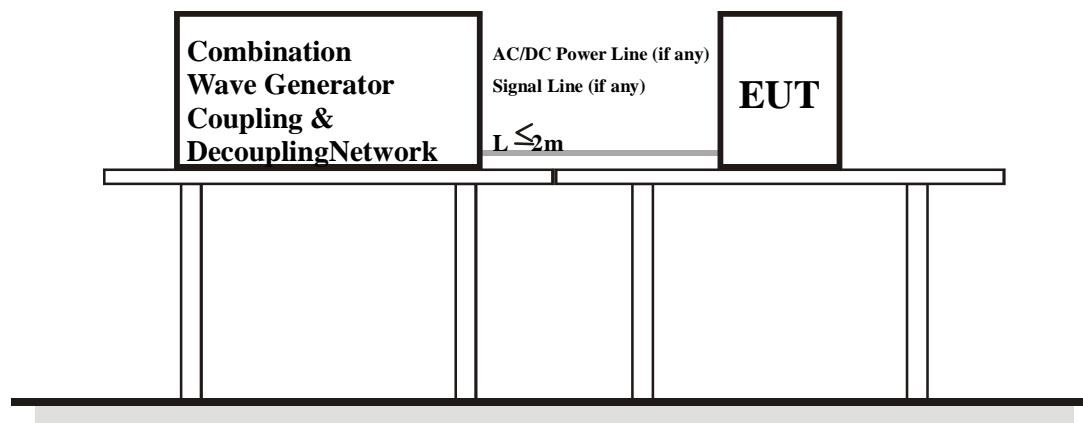 Combination
Wave Generator
Coupling &
DecouplingNetwork
AC/DC Power Line (if any)
Signal Line (if any)
L ≤2m
EUT